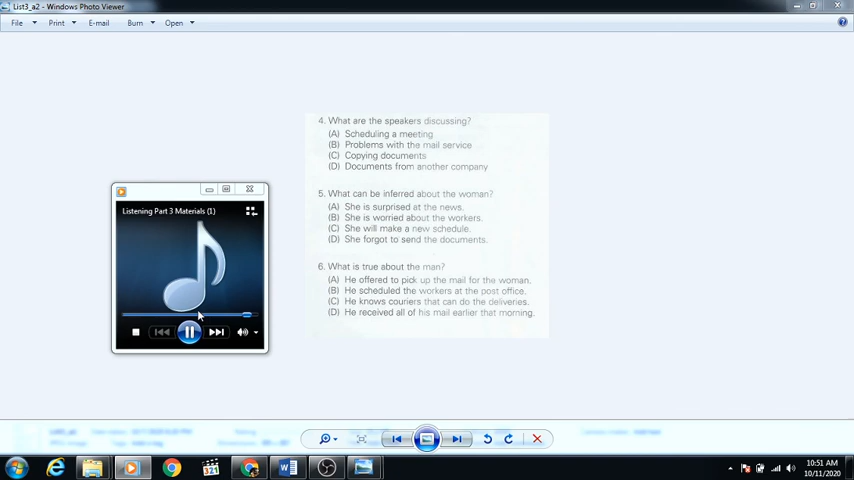 List3_a2 - Windows Photo Viewer
File Print E-mail Burn Open
4. What are the speakers discussing?
(A) Scheduling a meeting
(B) Problems with the mail service
(C) Copying documents
(D) Documents from another company
5. What can be inferred about the woman?
(A) She is surprised at the news.
(B) She is worried about the workers.
(C) She will make a new schedule.
(D) She forgot to send the documents.
6. What is true about the man?
(A) He offered to pick up the mail for the woman.
(B) He scheduled the workers at the post office.
(C) He knows couriers that can do the deliveries.
(D) He received all of his mail earlier that morning.
Listening Part 3 Materials (1)
321
10:51 AM
10/11/2020